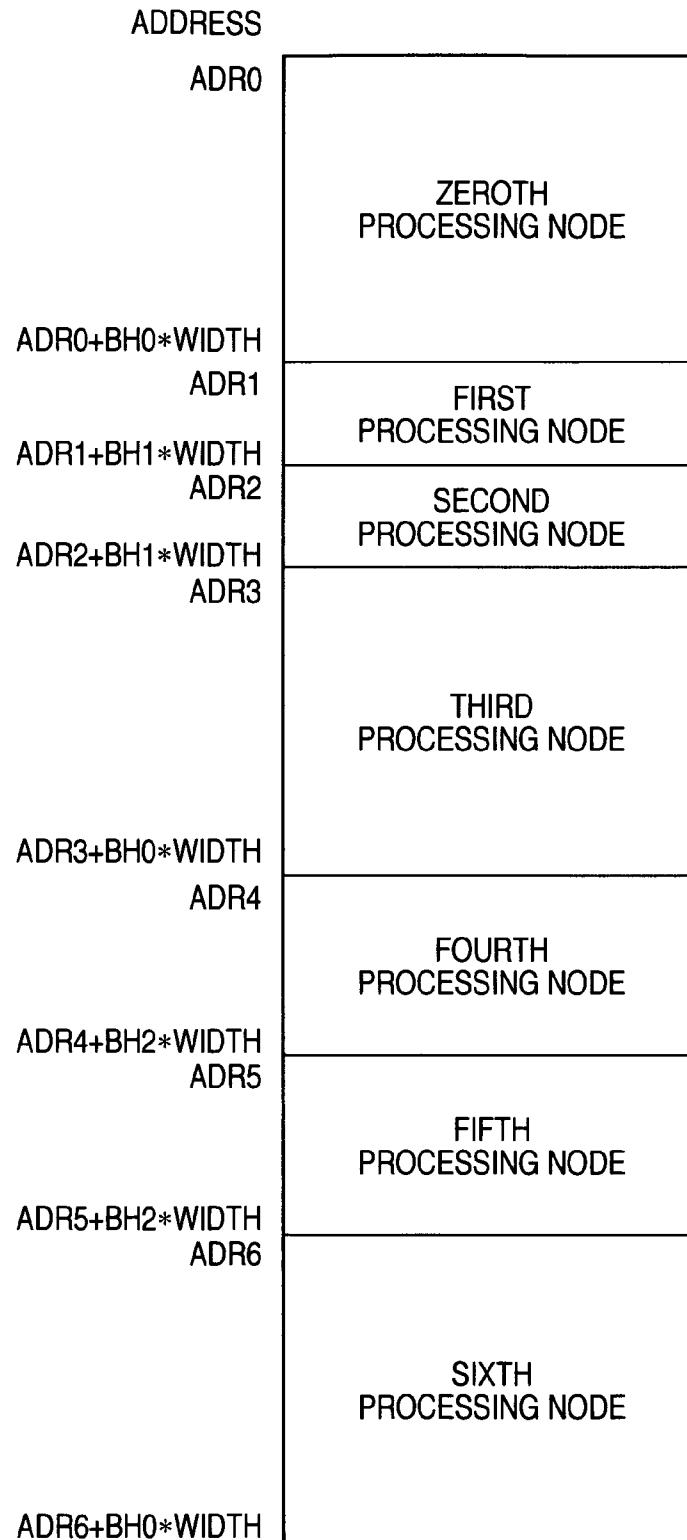 ADDRESS
ADR0
ZEROTH
PROCESSING NODE
ADR0+BH0*WIDTH
ADR1
FIRST
PROCESSING NODE
ADR1+BH1*WIDTH
ADR2
SECOND
PROCESSING NODE
ADR2+BH1*WIDTH
ADR3
THIRD
PROCESSING NODE
ADR3+BH0*WIDTH
ADR4
FOURTH
PROCESSING NODE
ADR4+BH2*WIDTH
ADR5
FIFTH
PROCESSING NODE
ADR5+BH2*WIDTH
ADR6
SIXTH
PROCESSING NODE
ADR6+BH0*WIDTH